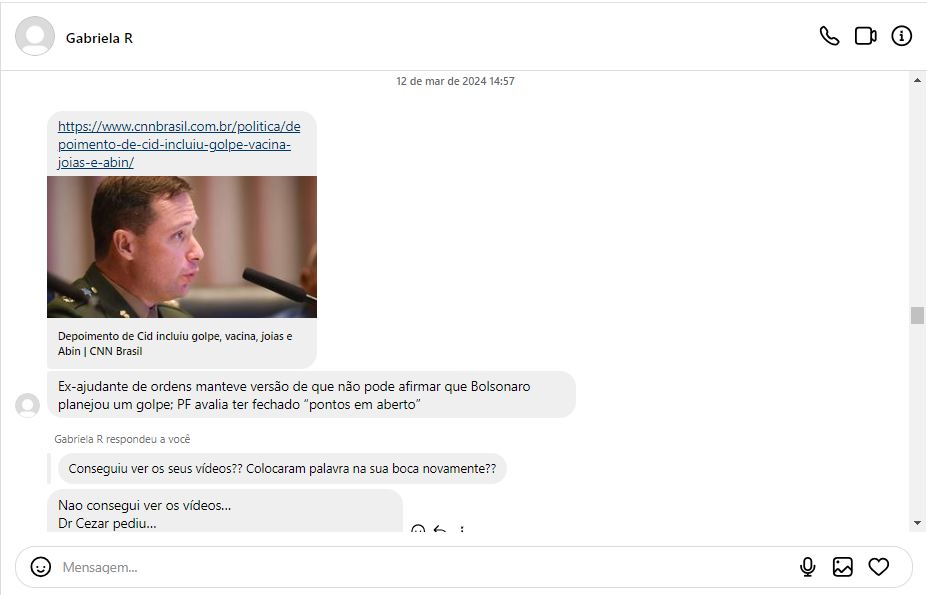 Gabriela R
12 de mar de 2024 14:57
https://www.cnnbrasil.com.br/politica/de
poimento-de-cid-incluiu-golpe-vacina-
joias-e-abin/
Depoimento de Cid incluiu golpe, vacina, joias e
Abin | CNN Brasil
Ex-ajudante de ordens manteve versão de que não pode afirmar que Bolsonaro
planejou um golpe; PF avalia ter fechado “pontos em aberto”
Gabriela R respondeu a você
Conseguiu ver os seus vídeos?? Colocaram palavra na sua boca novamente??
Nao consegui ver os vídeos...
Dr Cezar pediu...
Mensagem...